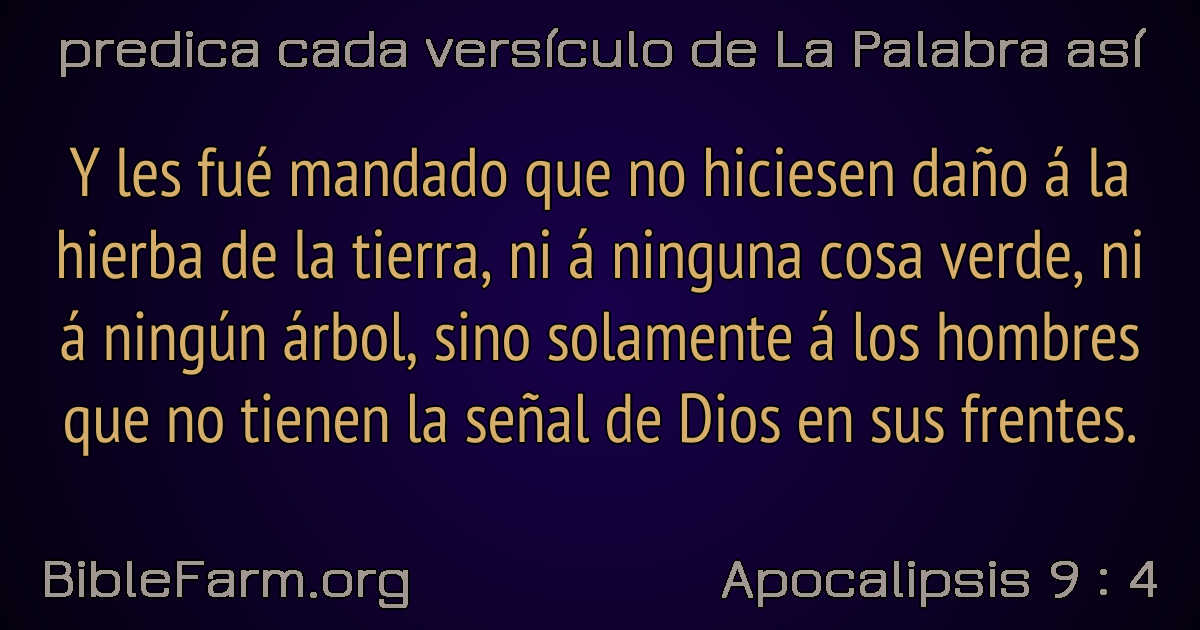 predica cada versículo de La Palabra así
Y les fué mandado que no hiciesen daño á la
hierba de la tierra, ni á ninguna cosa verde, ni
á ningún árbol, sino solamente á los hombres
que no tienen la señal de Dios en sus frentes.
BibleFarm.org
Apocalipsis 9 : 4